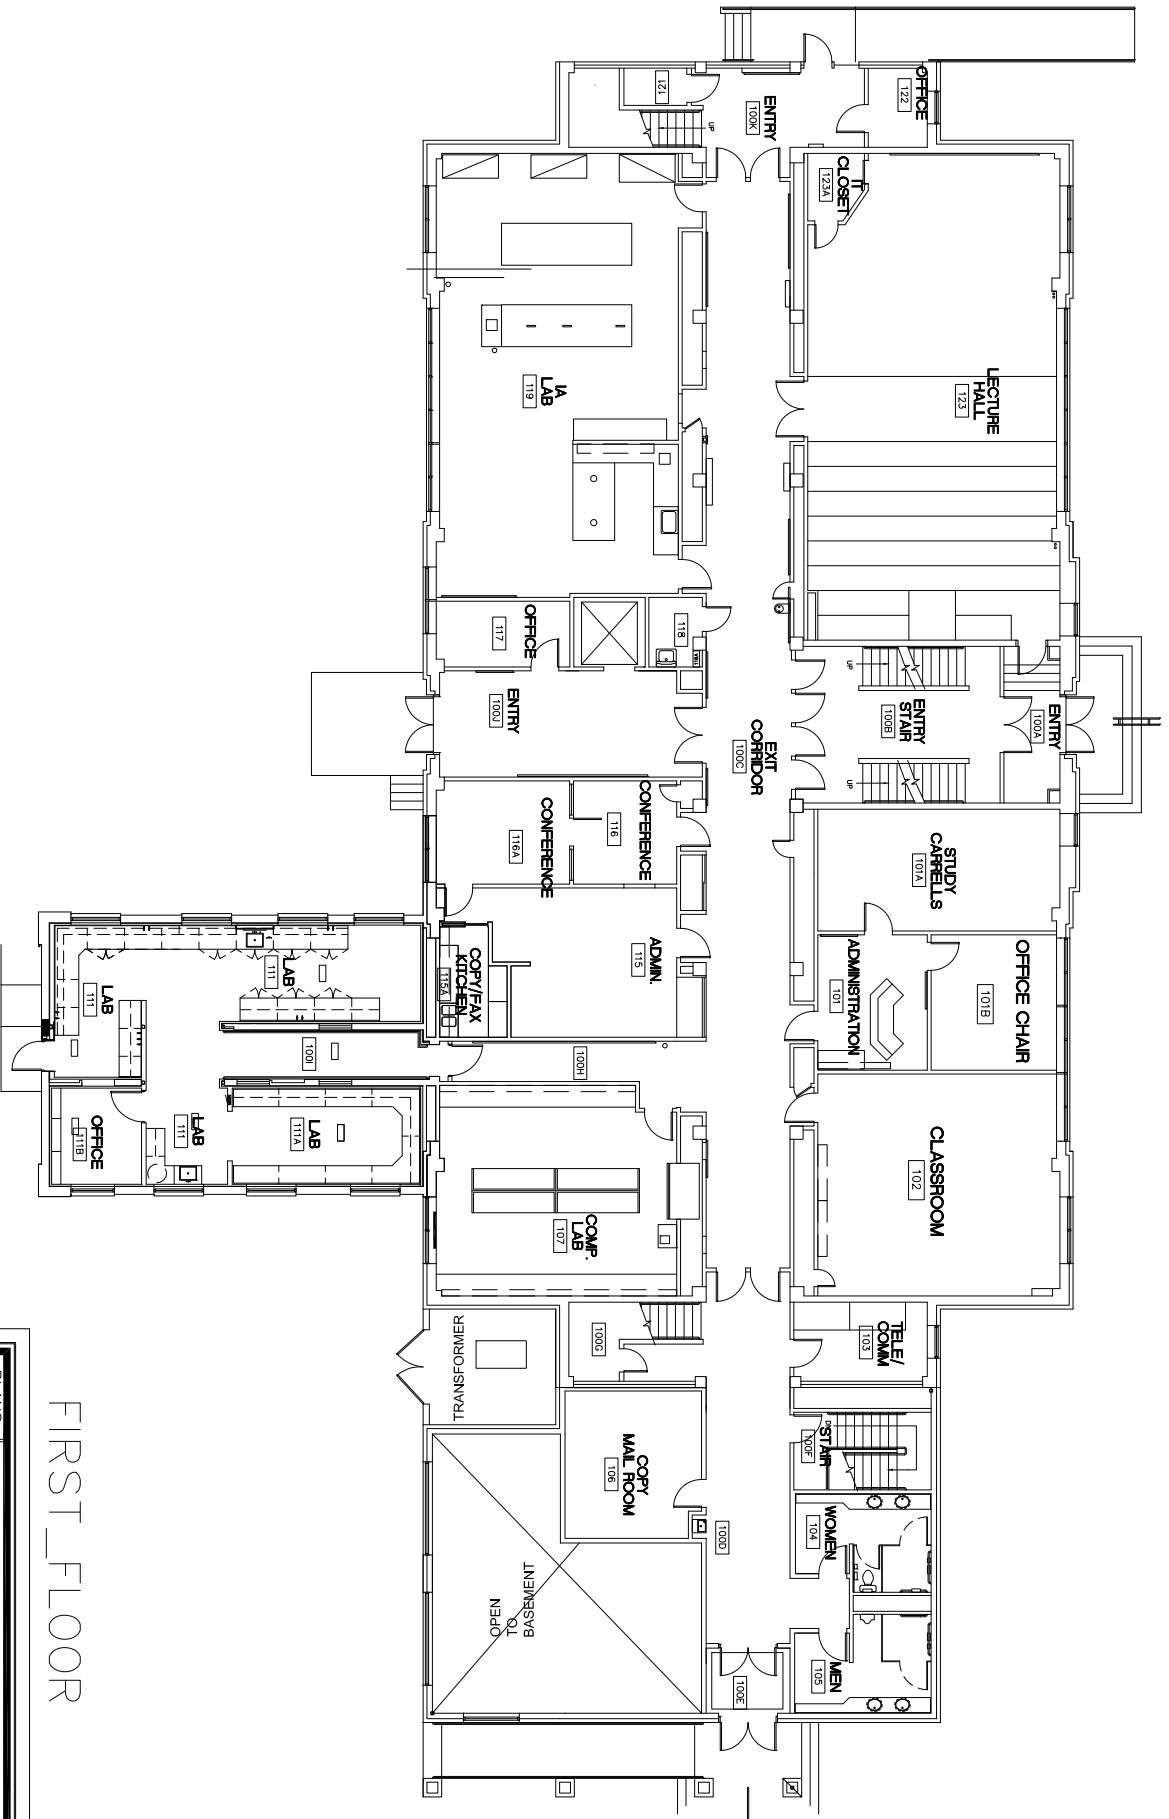 OFFICE
122
ENTRY
100K
121
UP
IT
CLOSET
123A
LECTURE
HALL
123
IA
LAB
119
OFFICE
117
118
ENTRY
100J
EXIT
CORRIDOR
100C
UP
ENTRY
STAIR
100B
UP
ENTRY
100A
CONFERENCE
116
CONFERENCE
116A
STUDY
CARRELLS
101A
ADMINISTRATION
101
OFFICE CHAIR
101B
ADMIN.
115
COPY/FAX
KITCHEN
115A
LAB
111
LAB
111
100I
100H
LAB
111A
LAB
111
OFFICE
111B
CLASSROOM
102
COMP.
LAB
107
TELE/
COMM
103
100G
TRANSFORMER
STAIR
100F
DN
COPY
MAIL ROOM
106
100D
WOMEN
104
MEN
105
100E
OPEN
TO
BASEMENT
FIRST_FLOOR